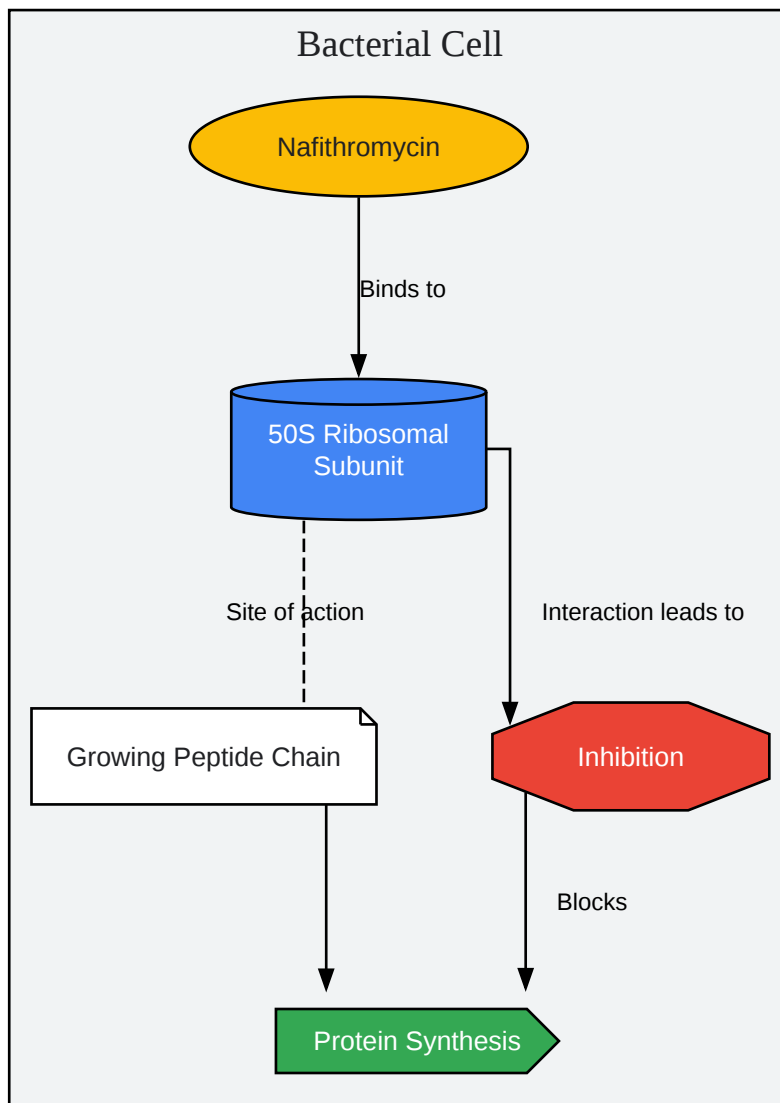 Bacterial Cell
Nafithromycin
Binds to
50S Ribosomal
Subunit
Site of action
Interaction leads to
Growing Peptide Chain
Inhibition
Blocks
Protein Synthesis